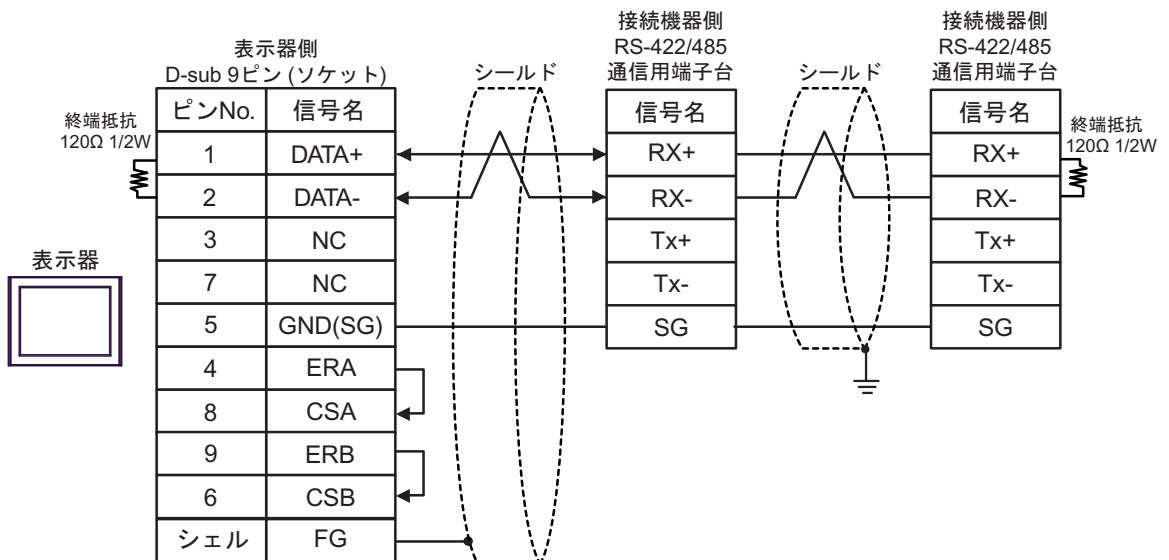 表示器側
D-sub 9ピン (ソケット)
ピンNo. 信号名
1 DATA+
2 DATA-
3 NC
7 NC
5 GND(SG)
4 ERA
8 CSA
9 ERB
6 CSB
シェル FG
終端抵抗
120Ω 1/2W
表示器
シールド
接続機器側
RS-422/485
通信用端子台
信号名
RX+
RX-
Tx+
Tx-
SG
シールド
接続機器側
RS-422/485
通信用端子台
信号名
RX+
RX-
Tx+
Tx-
SG
終端抵抗
120Ω 1/2W